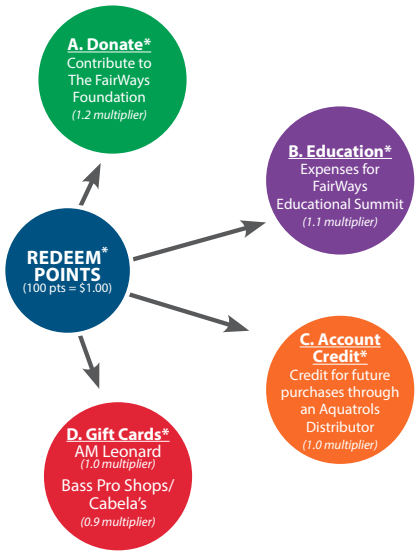 A. Donate*
Contribute to
The FairWays
Foundation
(1.2 multiplier)
B. Education*
Expenses for
FairWays
Educational Summit
(1.1 multiplier)
REDEEM*
POINTS
(100 pts = $1.00)
C. Account
Credit*
Credit for future
purchases through
an Aquatrols
Distributor
(1.0 multiplier)
D. Gift Cards*
AM Leonard
(1.0 multiplier)
Bass Pro Shops/
Cabela's
(0.9 multiplier)